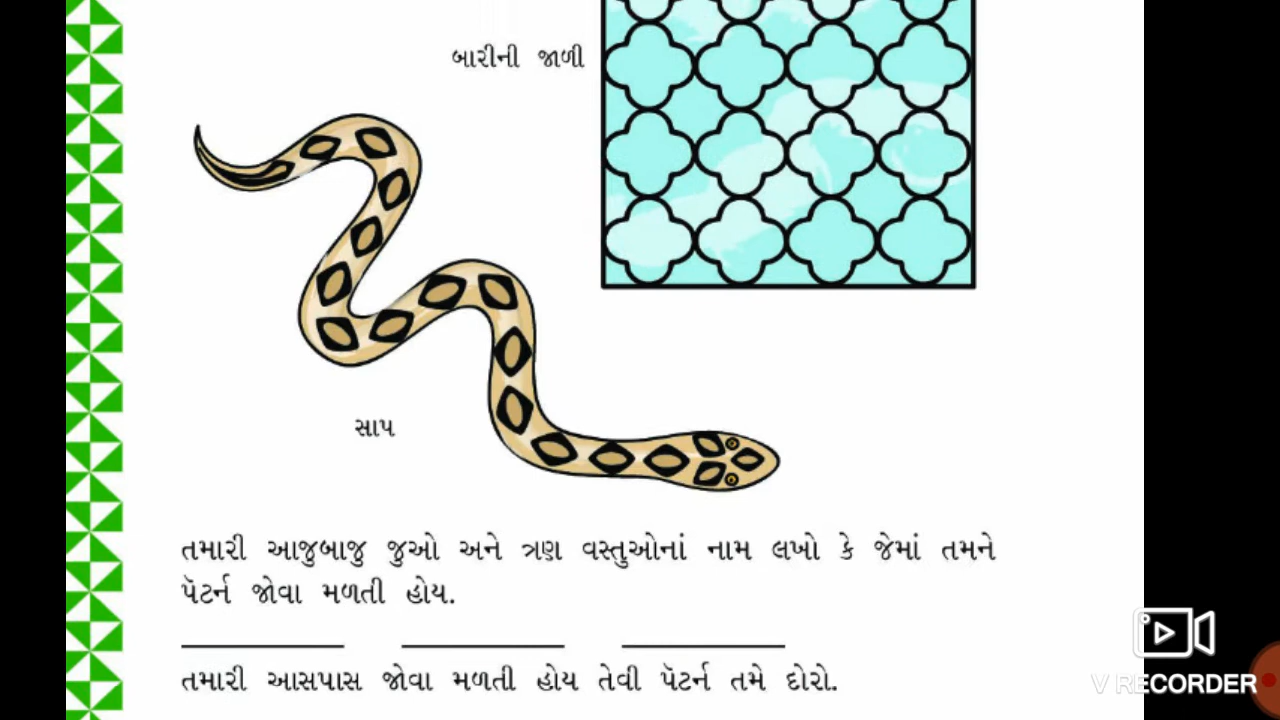 બારીની જાળી
સાપ
તમારી આજુબાજુ જુઓ અને ત્રણ વસ્તુઓનાં નામ લખો કે જેમાં તમને
પૅટર્ન જોવા મળતી હોય.
તમારી આસપાસ જોવા મળતી હોય તેવી પૅટર્ન તમે દોરો.
V RECORDER